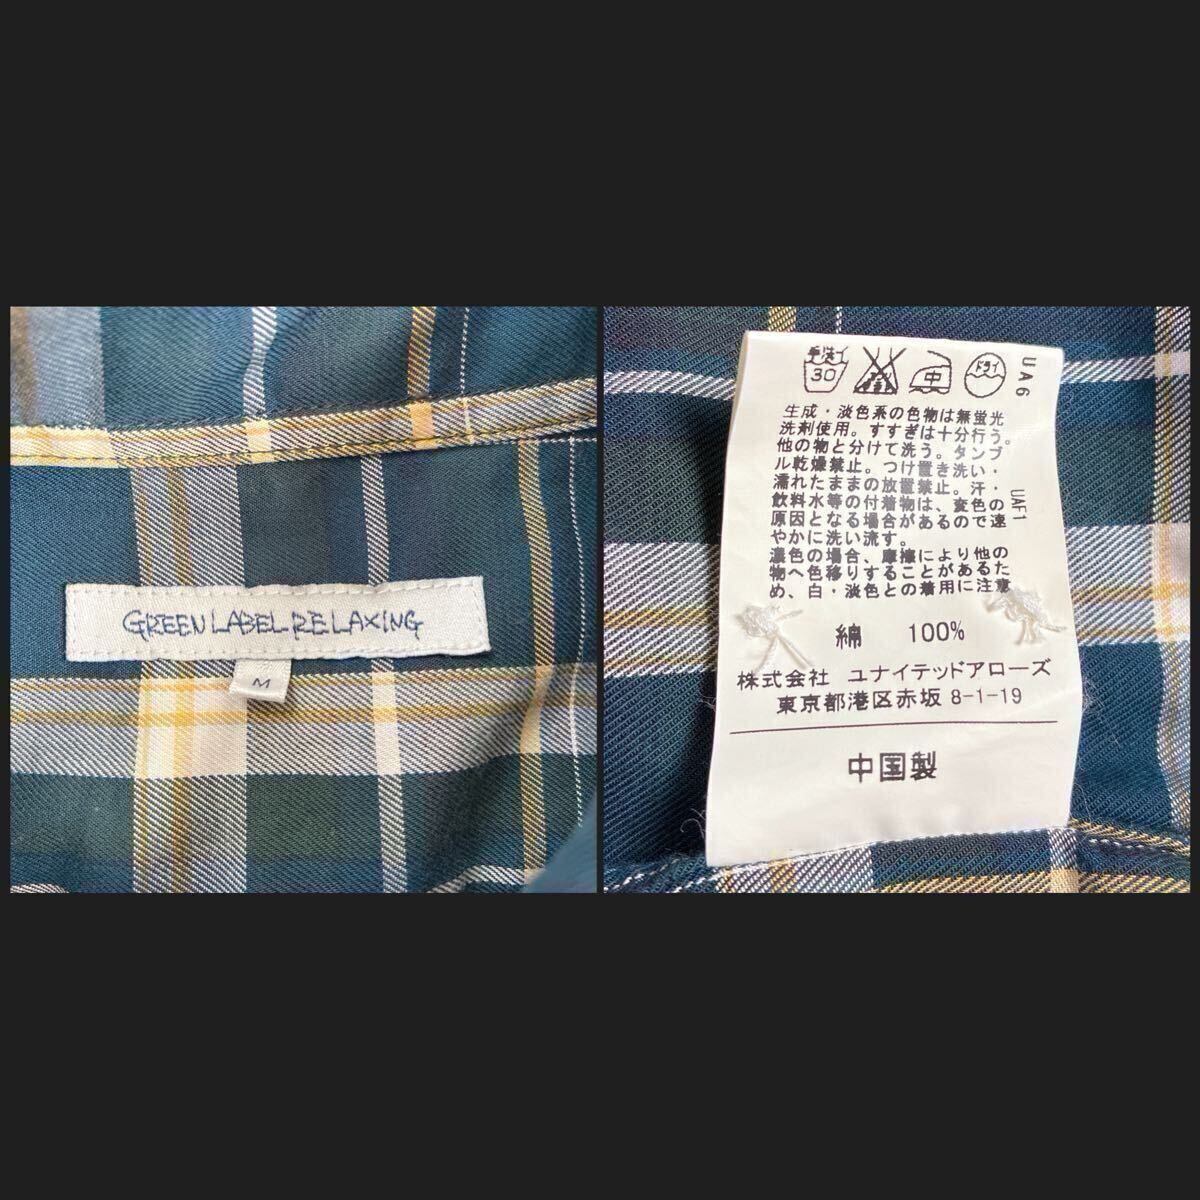 GREEN LABEL RELAXING
M
手洗イ
30
中
ドライ
UA6
生成・淡色系の色物は無蛍光
洗剤使用。すすぎは十分行う。
他の物と分けて洗う。タンブ
ル乾燥禁止。つけ置き洗い・
濡れたままの放置禁止。汗・
飲料水等の付着物は、変色の
原因となる場合があるので速
やかに洗い流す。
濃色の場合、摩擦により他の
物へ色移りすることがあるた
め、白・淡色との着用に注意
UAF1
綿 100%
株式会社 ユナイテッドアローズ
東京都港区赤坂 8-1-19
中国製